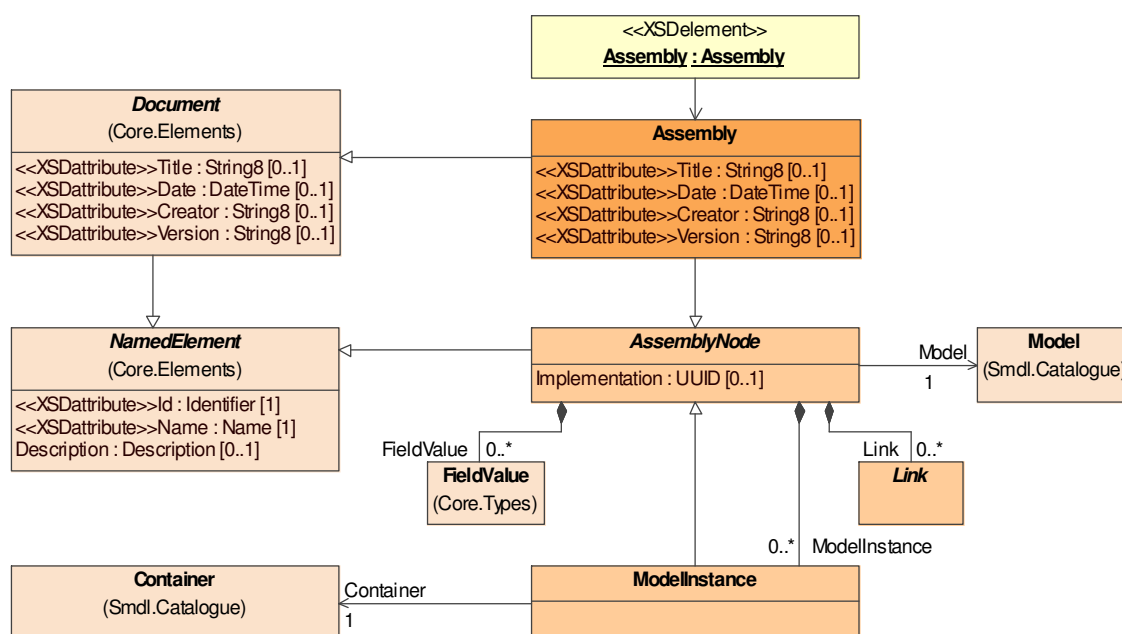 <<XSDelement>>
Assembly : Assembly
Document
(Core.Elements)
<<XSDattribute>>Title : String8 [0..1]
<<XSDattribute>>Date : DateTime [0..1]
<<XSDattribute>>Creator : String8 [0..1]
<<XSDattribute>>Version : String8 [0..1]
Assembly
<<XSDattribute>>Title : String8 [0..1]
<<XSDattribute>>Date : DateTime [0..1]
<<XSDattribute>>Creator : String8 [0..1]
<<XSDattribute>>Version : String8 [0..1]
NamedElement
(Core.Elements)
<<XSDattribute>>Id : Identifier [1]
<<XSDattribute>>Name : Name [1]
Description : Description [0..1]
AssemblyNode
Implementation : UUID [0..1]
Model
1
Model
(Smdl.Catalogue)
FieldValue
0..*
FieldValue
(Core.Types)
Link
0..*
Link
0..*
ModelInstance
Container
(Smdl.Catalogue)
Container
1
ModelInstance